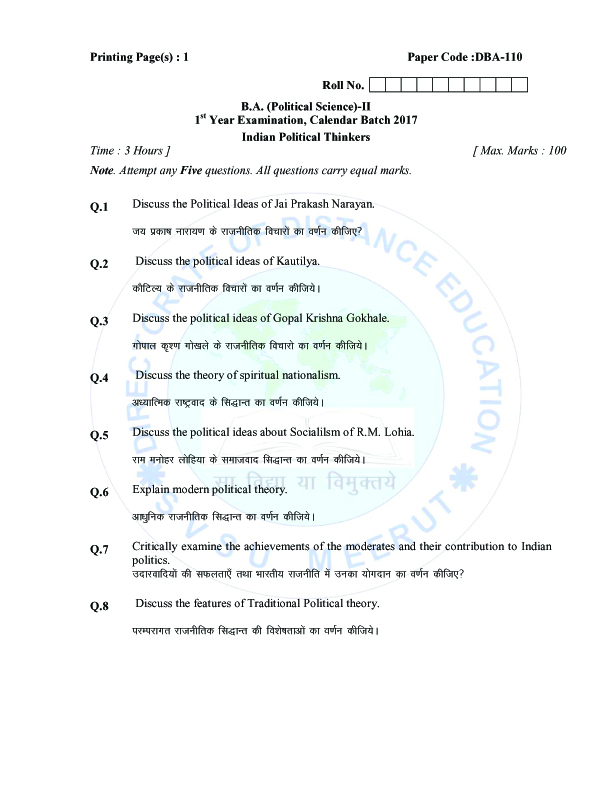 Printing Page(s) : 1 Paper Code :DBA-110
Roll No.
B.A. (Political Science)-II
1st Year Examination, Calendar Batch 2017
Indian Political Thinkers
Time : 3 Hours ] [ Max. Marks : 100
Note. Attempt any Five questions. All questions carry equal marks.
Q.1 Discuss the Political Ideas of Jai Prakash Narayan.
जय प्रकाष नारायण के राजनीतिक विचारों का वर्णन कीजिए?
Q.2 Discuss the political ideas of Kautilya.
कौटिल्य के राजनीतिक विचारों का वर्णन कीजिये।
Q.3 Discuss the political ideas of Gopal Krishna Gokhale.
गोपाल कृश्ण गोखले के राजनीतिक विचारो का वर्णन कीजिये।
Q.4 Discuss the theory of spiritual nationalism.
अध्यात्मिक राष्ट्रवाद के सिद्धान्त का वर्णन कीजिये।
Q.5 Discuss the political ideas about Socialilsm of R.M. Lohia.
राम मनोहर लोहिया के समाजवाद सिद्धान्त का वर्णन कीजिये।
Q.6 Explain modern political theory.
आधुनिक राजनीतिक सिद्धान्त का वर्णन कीजिये।
Q.7 Critically examine the achievements of the moderates and their contribution to Indian
politics.
उदारवादियों की सफलताएँ तथा भारतीय राजनीति में उनका योगदान का वर्णन कीजिए?
Q.8 Discuss the features of Traditional Political theory.
परम्परागत राजनीतिक सिद्धान्त की विशेषताओं का वर्णन कीजिये।
DIRECTORATE OF DISTANCE EDUCATION
सा विद्या या विमुक्तये
SVSU MEERUT